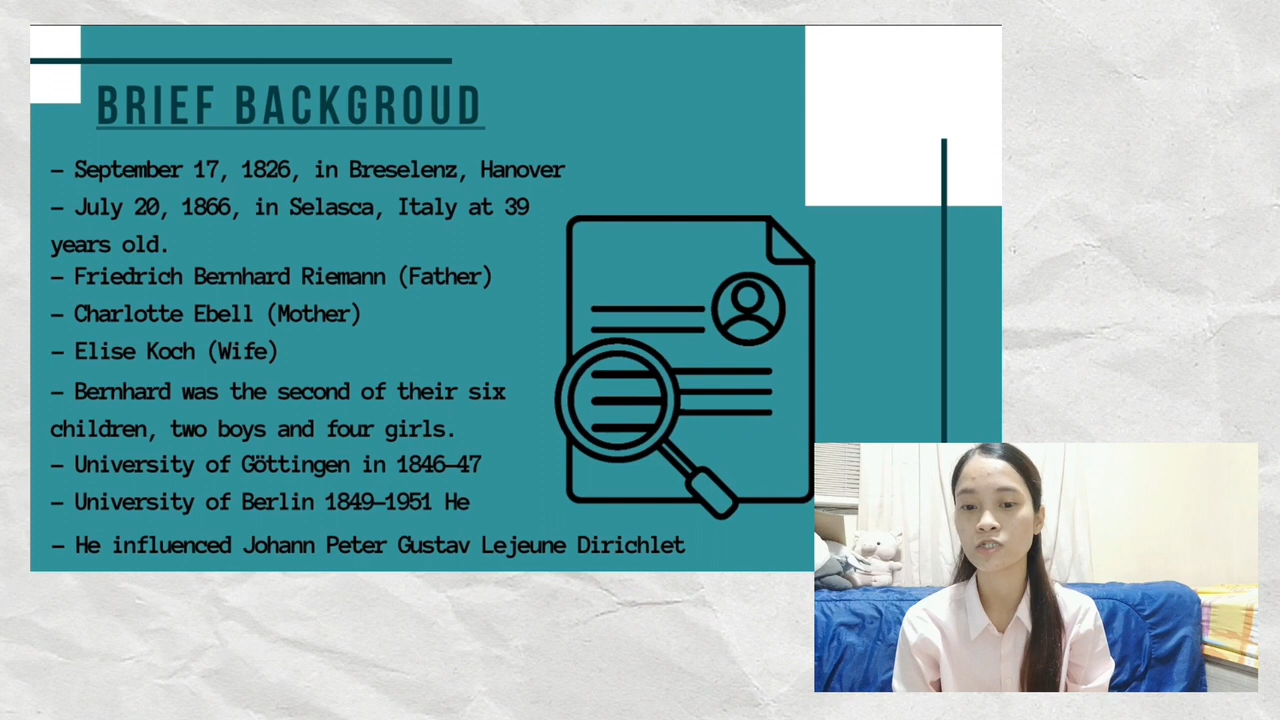 BRIEF BACKGROUD
- September 17, 1826, in Breselenz, Hanover
- July 20, 1866, in Selasca, Italy at 39
years old.
- Friedrich Bernhard Riemann (Father)
- Charlotte Ebell (Mother)
- Elise Koch (Wife)
- Bernhard was the second of their six
children, two boys and four girls.
- University of Göttingen in 1846–47
- University of Berlin 1849–1951 He
- He influenced Johann Peter Gustav Lejeune Dirichlet